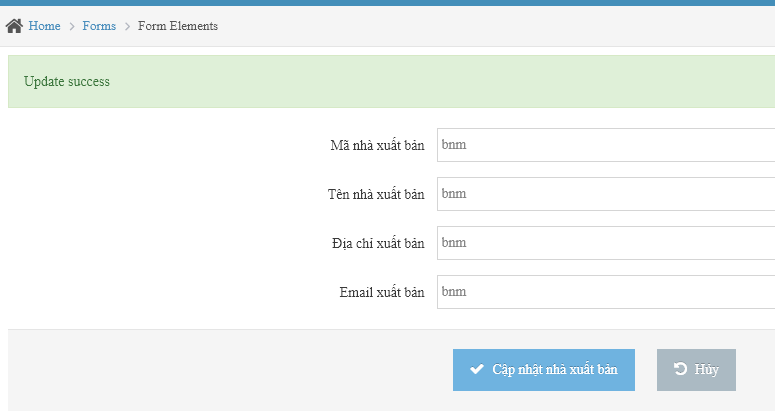 Home > Forms > Form Elements
Update success
Mã nhà xuất bản bnm
Tên nhà xuất bản bnm
Địa chỉ xuất bản bnm
Email xuất bản bnm
Cập nhật nhà xuất bản Hủy